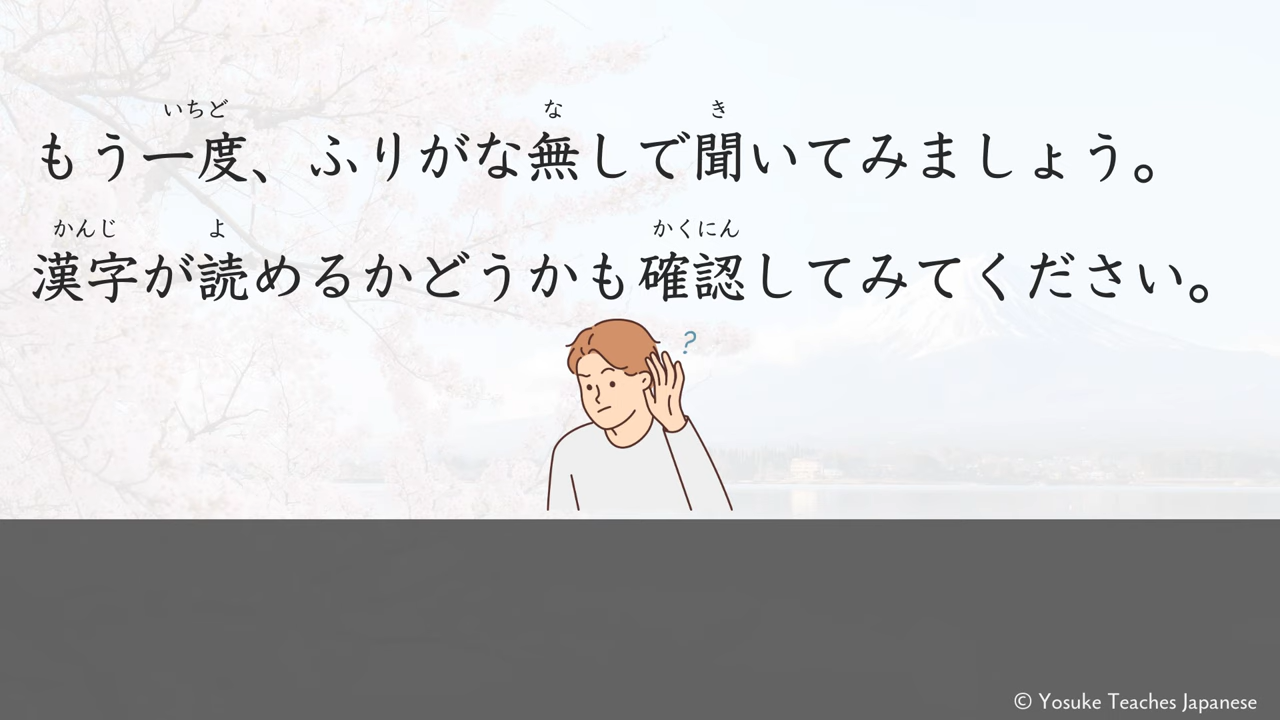 いちど な き
もう一度、ふりがな無しで聞いてみましょう。
かんじ よ かくにん
漢字が読めるかどうかも確認してみてください。
?
© Yosuke Teaches Japanese